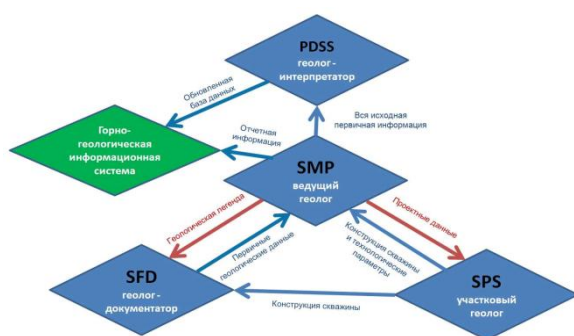 PDSS
геолог -
интерпретатор
Обновленная
база данных
Вся исходная
первичная информация
Отчетная
информация
Горно-
геологическая
информационная
система
SMP
ведущий
геолог
Геологическая легенда
Первичные
геологические данные
Проектные данные
Конструкция скважины
и технологические
параметры
SFD
геолог -
документатор
Конструкция скважины
SPS
участковый
геолог